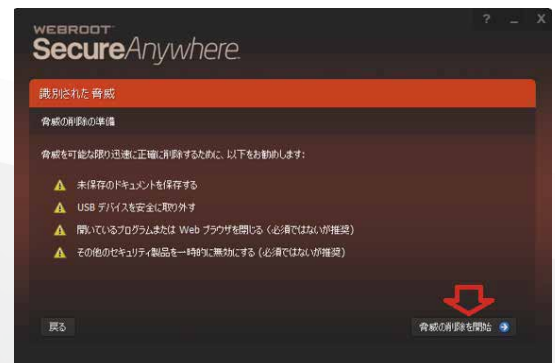 ? _ X
WEBROOT
SecureAnywhere.
識別された脅威
脅威の削除の準備
脅威を可能な限り迅速に正確に削除するために、以下をお勧めします:
未保存のドキュメントを保存する
USB デバイスを安全に取り外す
開いているプログラムまたは Web ブラウザを閉じる (必須ではないが推奨)
その他のセキュリティ製品を一時的に無効にする (必須ではないが推奨)
戻る
脅威の削除を開始